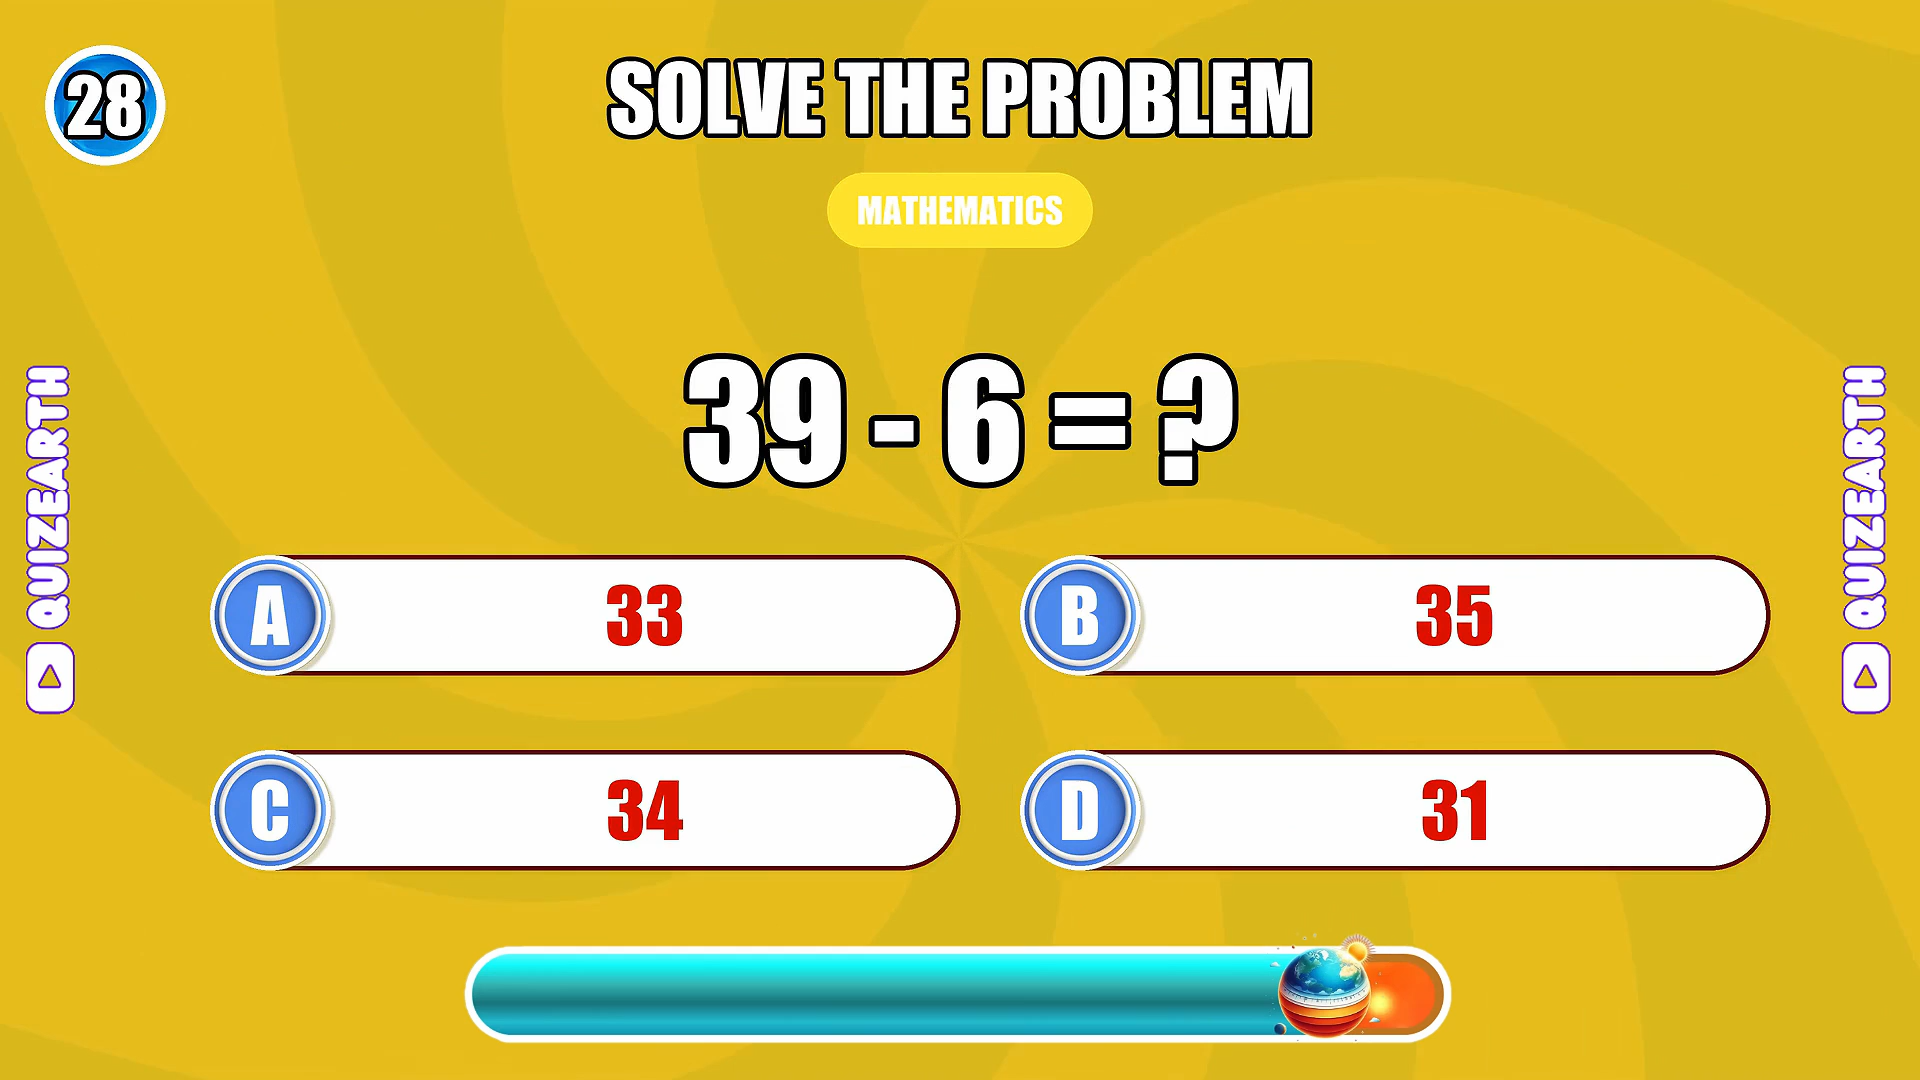 28
SOLVE THE PROBLEM
MATHEMATICS
39 - 6 = ?
A 33
B 35
C 34
D 31
QUIZEARTH
QUIZEARTH